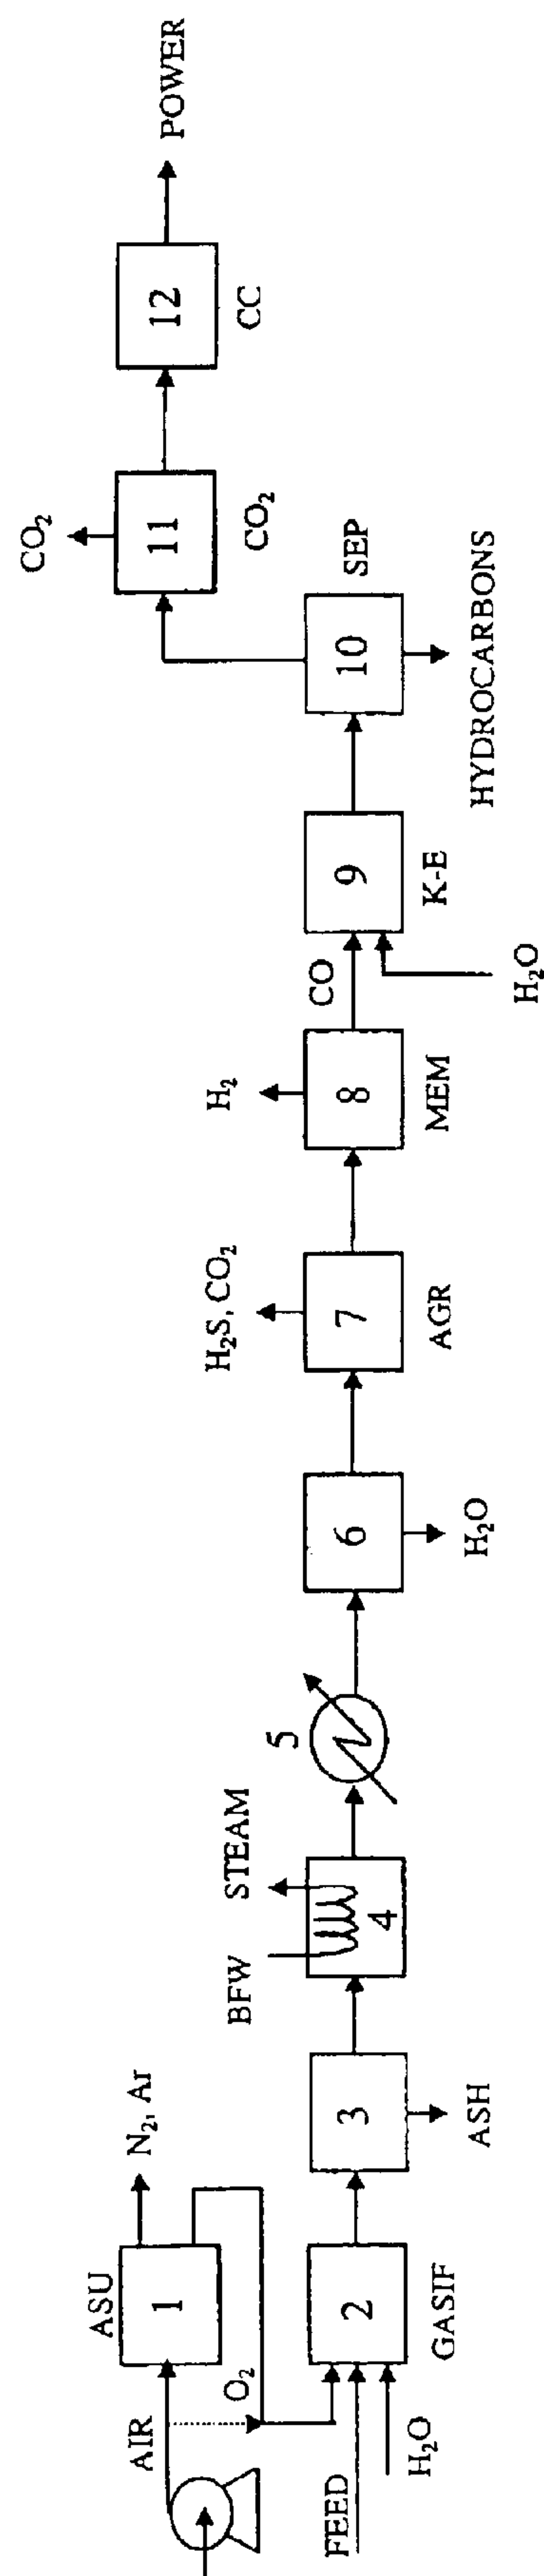 AIR
ASU
1
N₂, Ar
O₂
FEED
H₂O
2
GASIF
3
ASH
BFW
STEAM
4
5
6
H₂O
H₂S, CO₂
7
AGR
H₂
8
MEM
CO
H₂O
9
K-E
10
SEP
HYDROCARBONS
CO₂
11
CO₂
12
CC
POWER